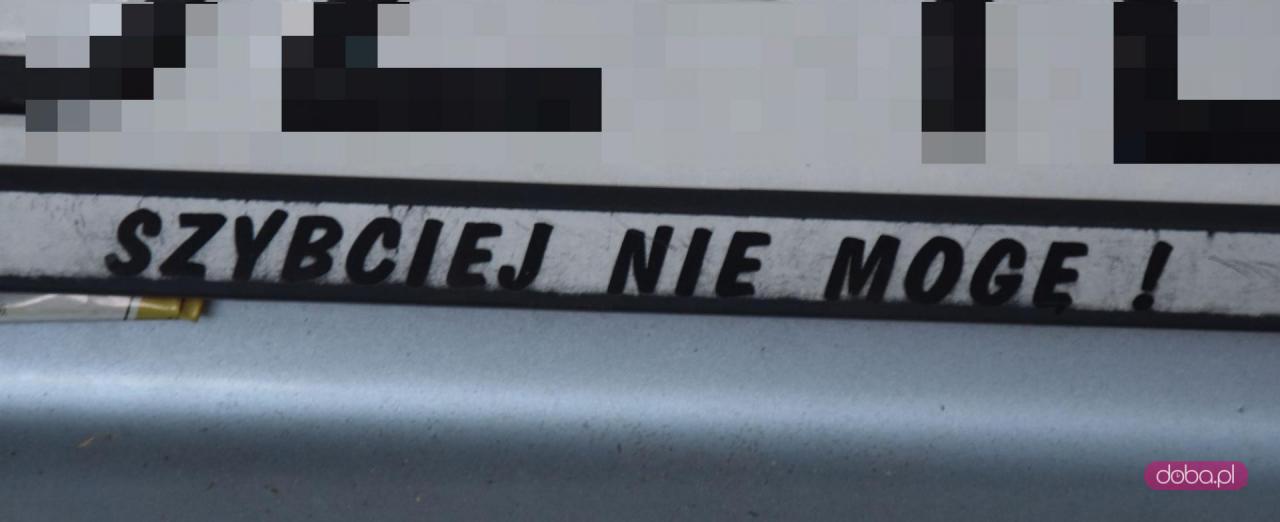 SZYBCIEJ NIE MOGĘ !
doba.pl